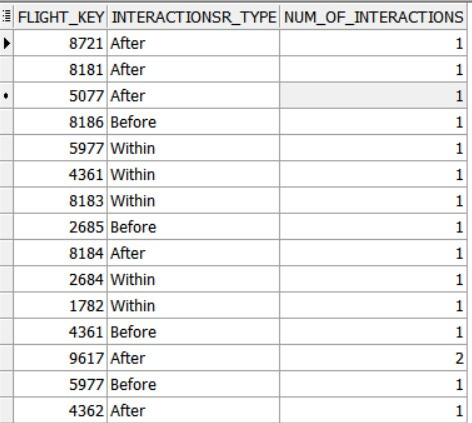 FLIGHT_KEY INTERACTIONSR_TYPE NUM_OF_INTERACTIONS
8721 After 1
8181 After 1
5077 After 1
8186 Before 1
5977 Within 1
4361 Within 1
8183 Within 1
2685 Before 1
8184 After 1
2684 Within 1
1782 Within 1
4361 Before 1
9617 After 2
5977 Before 1
4362 After 1